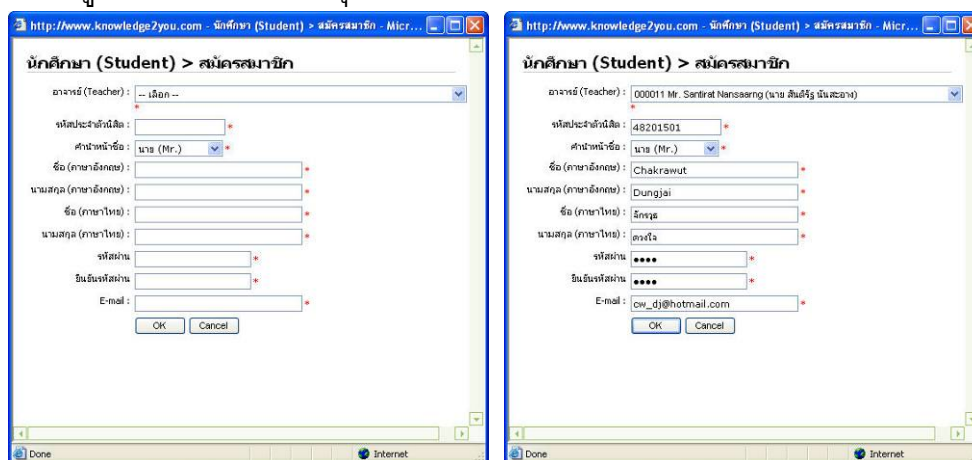 http://www.knowledge2you.com - นักศึกษา (Student) > สมัครสมาชิก - Micr...
นักศึกษา (Student) > สมัครสมาชิก
อาจารย์ (Teacher) : -- เลือก --
*
รหัสประจำตัวนิสิต : *
คำนำหน้าชื่อ : นาย (Mr.) *
ชื่อ (ภาษาอังกฤษ) : *
นามสกุล (ภาษาอังกฤษ) : *
ชื่อ (ภาษาไทย) : *
นามสกุล (ภาษาไทย) : *
รหัสผ่าน *
ยืนยันรหัสผ่าน *
E-mail : *
OK Cancel
Done Internet
http://www.knowledge2you.com - นักศึกษา (Student) > สมัครสมาชิก - Micr...
นักศึกษา (Student) > สมัครสมาชิก
อาจารย์ (Teacher) : 000011 Mr. Santirat Nansaarng (นาย สันติรัฐ นันสะอาง)
*
รหัสประจำตัวนิสิต : 48201501 *
คำนำหน้าชื่อ : นาย (Mr.) *
ชื่อ (ภาษาอังกฤษ) : Chakrawut *
นามสกุล (ภาษาอังกฤษ) : Dungjai *
ชื่อ (ภาษาไทย) : จักรวุธ *
นามสกุล (ภาษาไทย) : ดวงใจ *
รหัสผ่าน •••• *
ยืนยันรหัสผ่าน •••• *
E-mail : cw_dj@hotmail.com *
OK Cancel
Done Internet